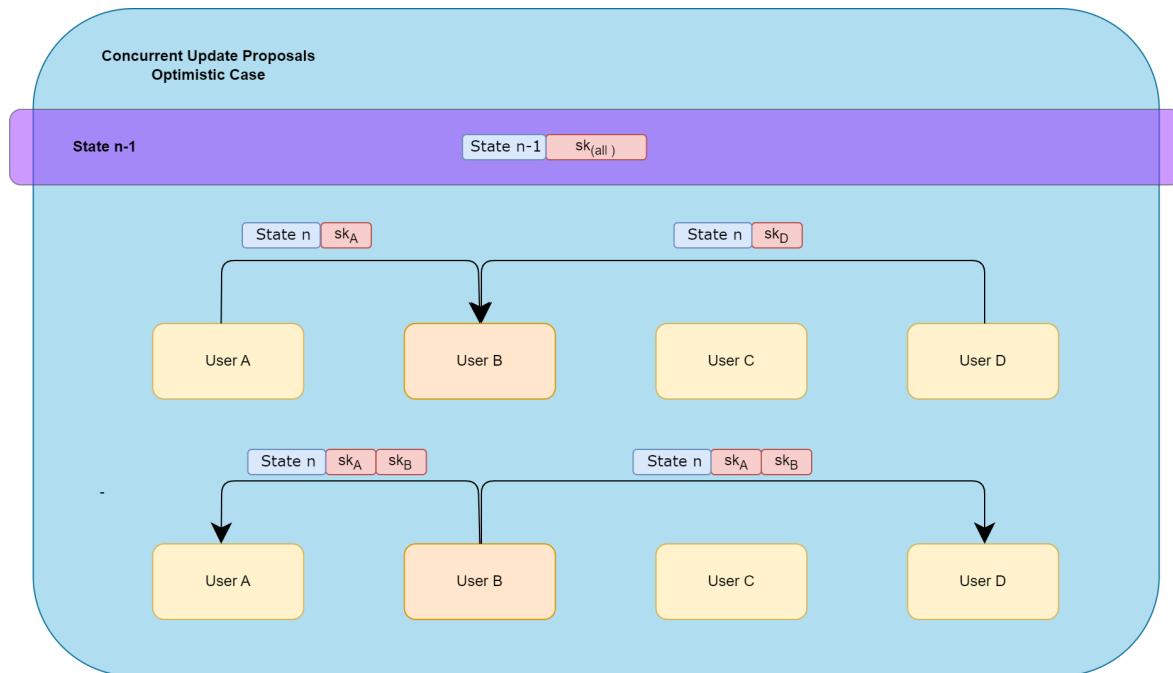 Concurrent Update Proposals
Optimistic Case
State n-1
State n-1 sk(all )
State n skA
State n skD
User A
User B
User C
User D
State n skA skB
State n skA skB
-
User A
User B
User C
User D